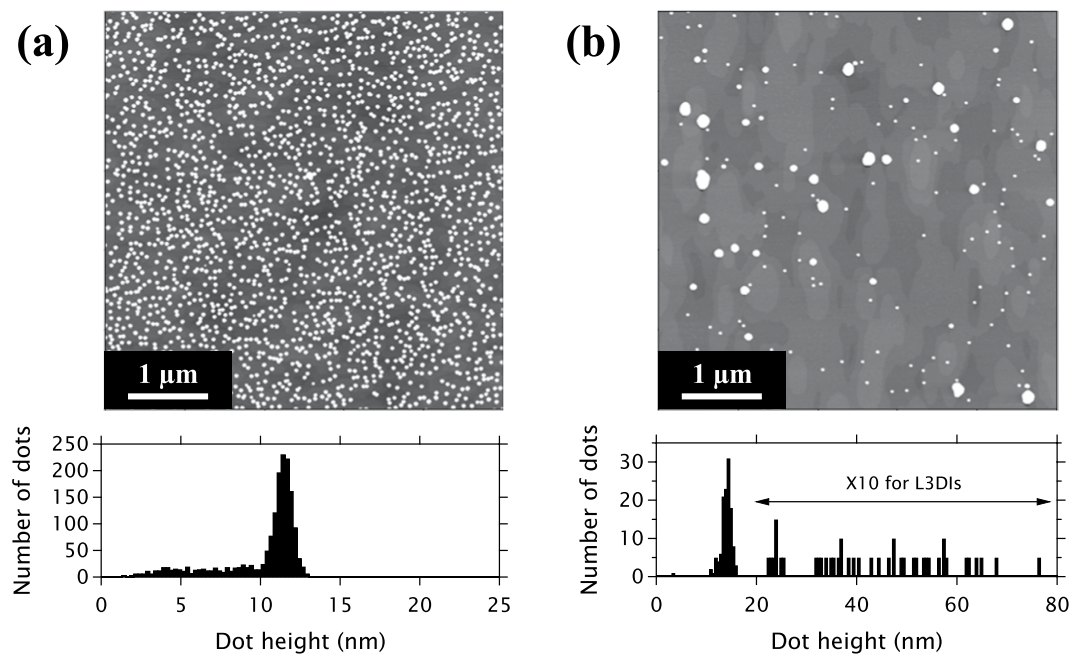 (a)
1 µm
Number of dots
250
200
150
100
50
0
0 5 10 15 20 25
Dot height (nm)
(b)
1 µm
Number of dots
30
20
10
0
X10 for L3DIs
0 20 40 60 80
Dot height (nm)